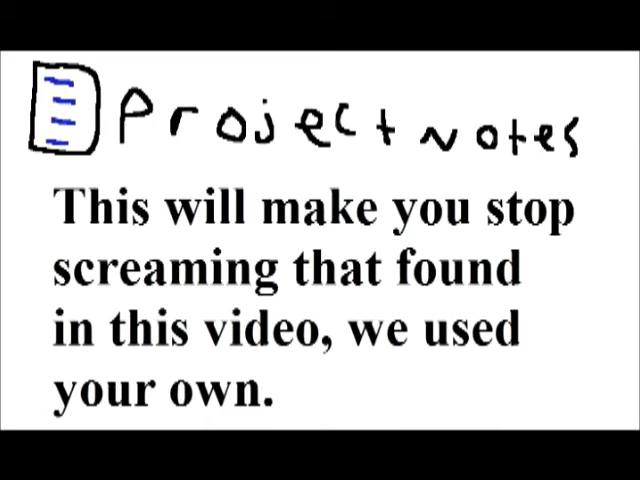 Project notes
This will make you stop
screaming that found
in this video, we used
your own.